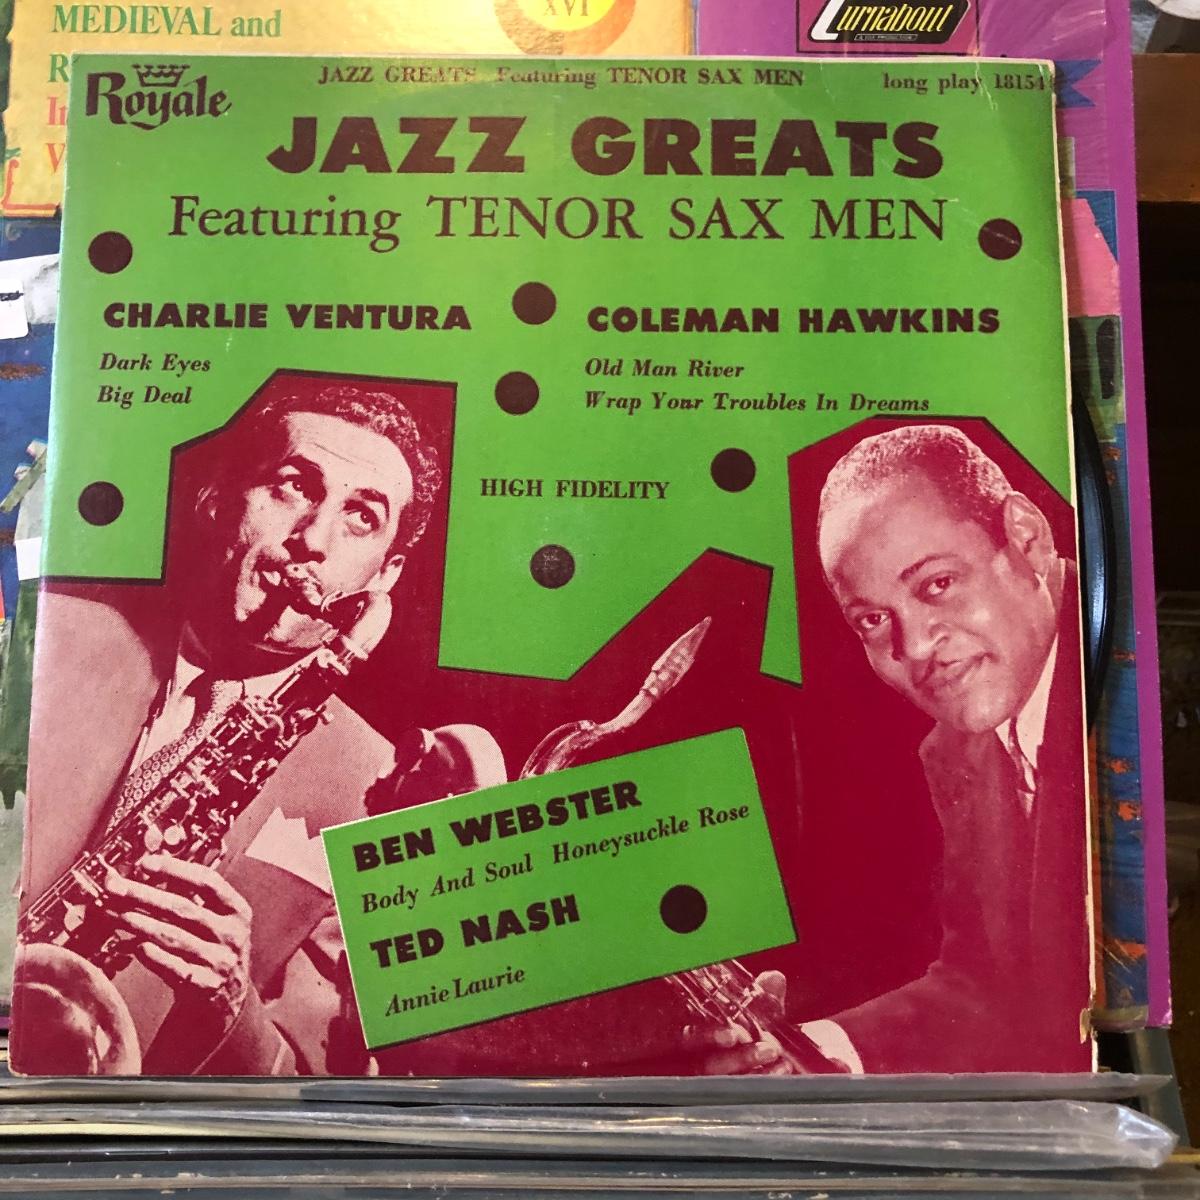 MEDIEVAL and
XVI
Turnabout
Royale
JAZZ GREATS Featuring TENOR SAX MEN
long play 18154
JAZZ GREATS
Featuring TENOR SAX MEN
CHARLIE VENTURA
Dark Eyes
Big Deal
COLEMAN HAWKINS
Old Man River
Wrap Your Troubles In Dreams
HIGH FIDELITY
BEN WEBSTER
Body And Soul Honeysuckle Rose
TED NASH
Annie Laurie